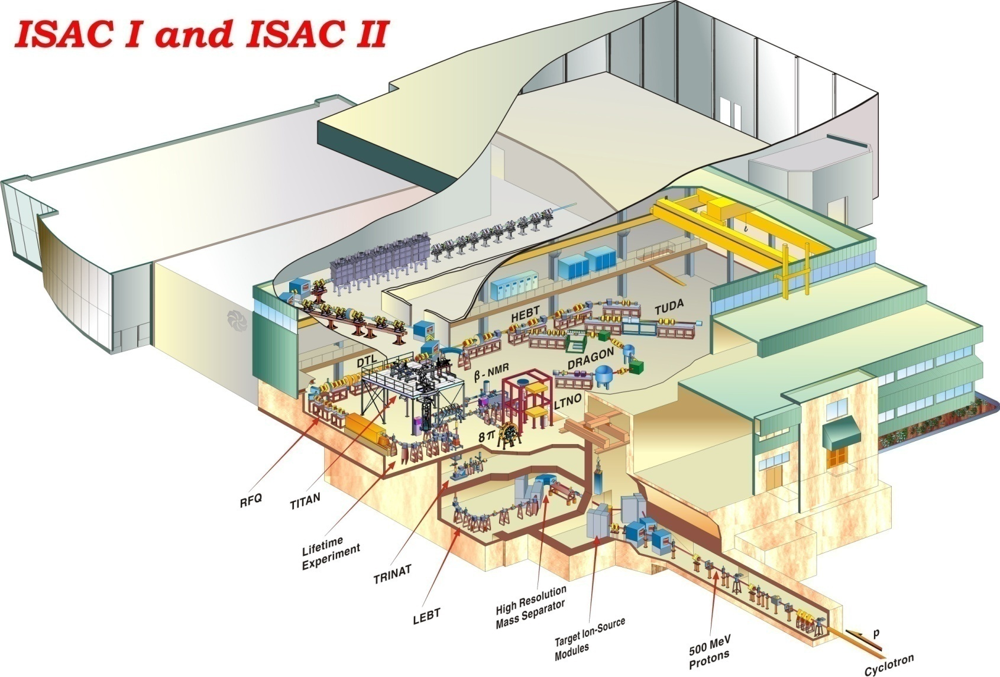 ISAC I and ISAC II
HEBT
TUDA
DTL
DRAGON
β-NMR
LTNO
8π
RFQ
TITAN
Lifetime
Experiment
TRINAT
LEBT
High Resolution
Mass Separator
Target Ion-Source
Modules
500 MeV
Protons
p
Cyclotron